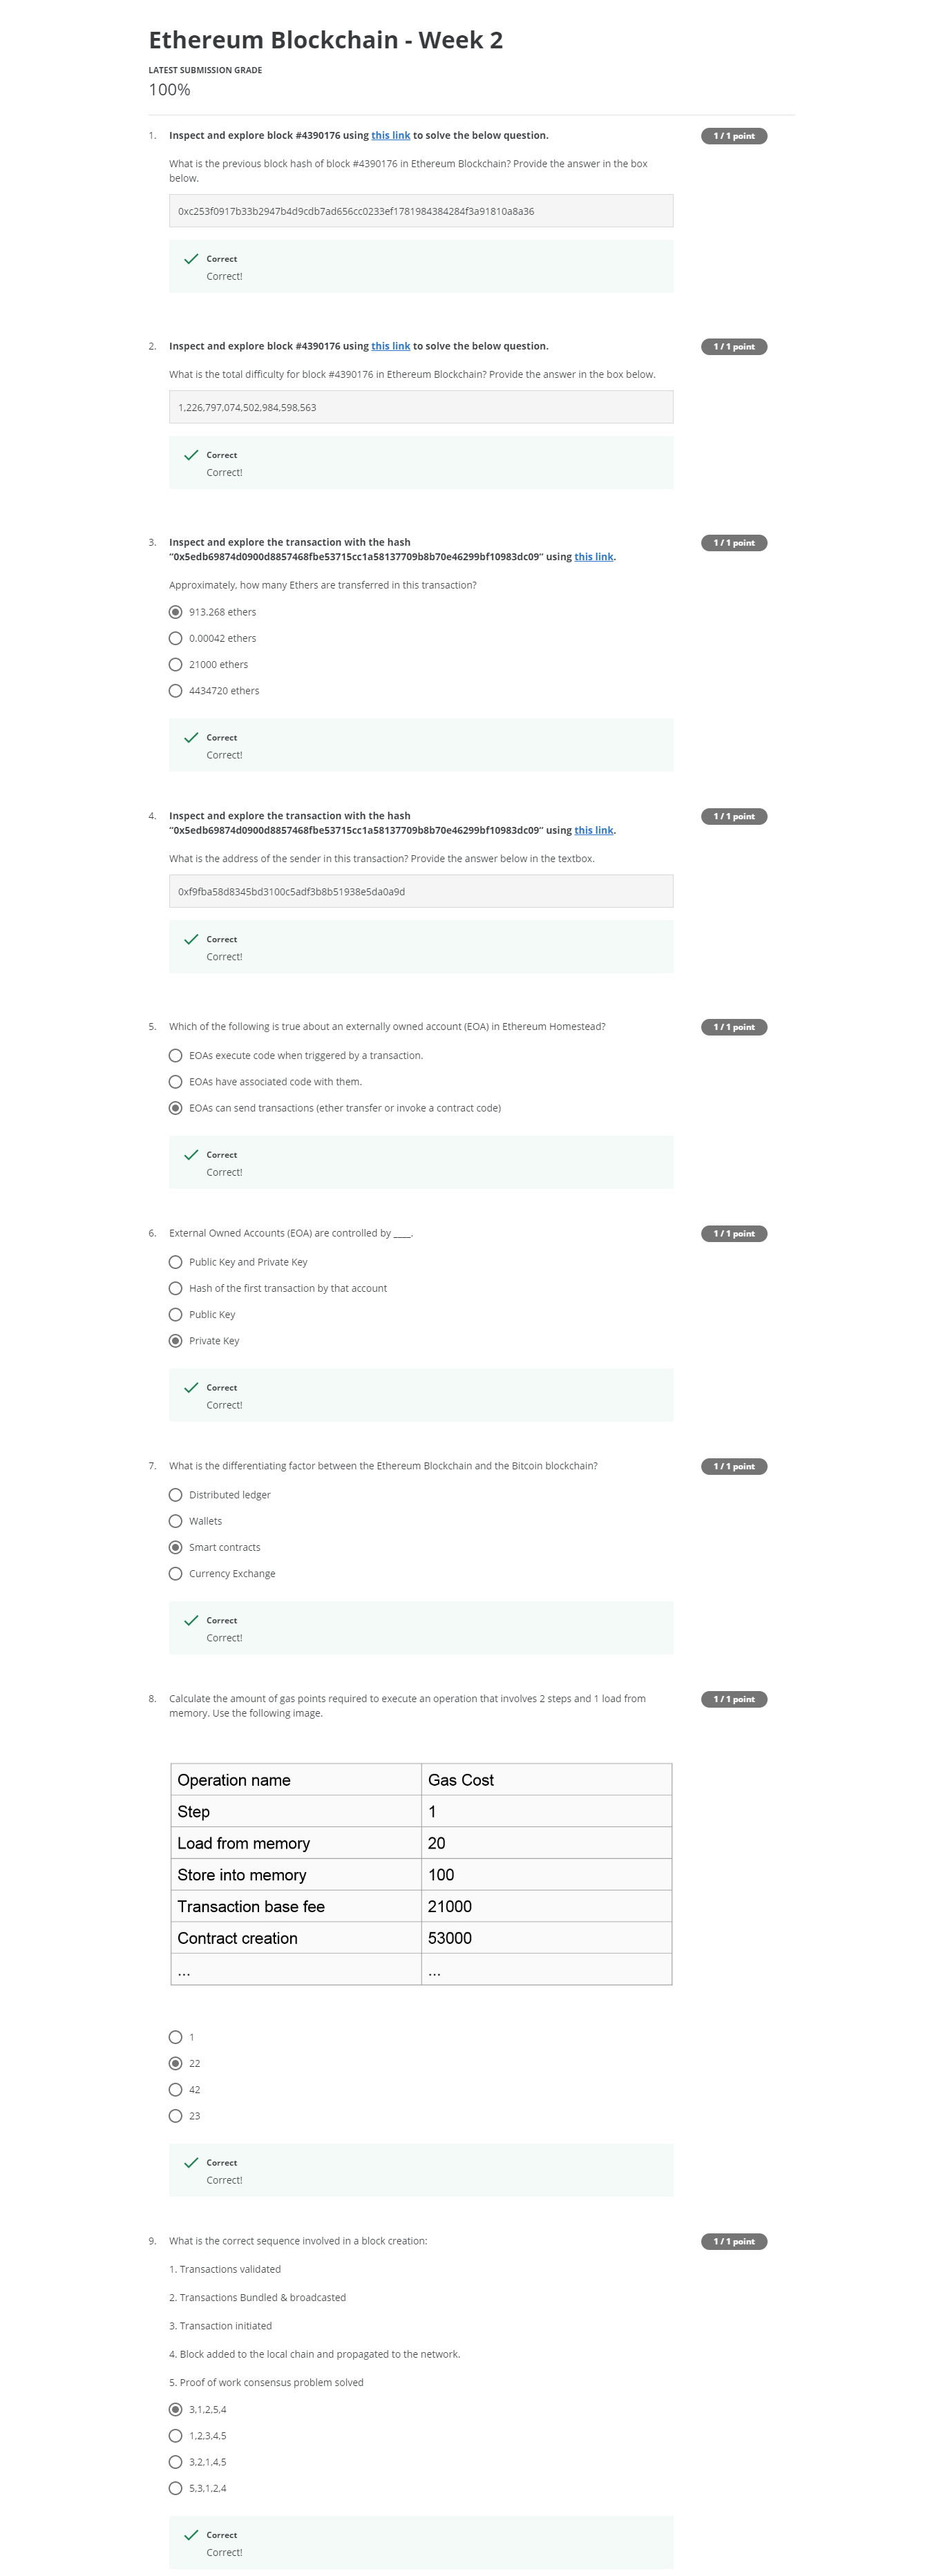 Ethereum Blockchain - Week 2
LATEST SUBMISSION GRADE
100%
1. Inspect and explore block #4390176 using this link to solve the below question.
1 / 1 point
What is the previous block hash of block #4390176 in Ethereum Blockchain? Provide the answer in the box
below.
0xc253f0917b33b2947b4d9cdb7ad656cc0233ef1781984384284f3a91810a8a36
Correct
Correct!
2. Inspect and explore block #4390176 using this link to solve the below question.
1 / 1 point
What is the total difficulty for block #4390176 in Ethereum Blockchain? Provide the answer in the box below.
1,226,797,074,502,984,598,563
Correct
Correct!
3. Inspect and explore the transaction with the hash
1 / 1 point
“0x5edb69874d0900d8857468fbe53715cc1a58137709b8b70e46299bf10983dc09” using this link.
Approximately, how many Ethers are transferred in this transaction?
913.268 ethers
0.00042 ethers
21000 ethers
4434720 ethers
Correct
Correct!
4. Inspect and explore the transaction with the hash
1 / 1 point
“0x5edb69874d0900d8857468fbe53715cc1a58137709b8b70e46299bf10983dc09” using this link.
What is the address of the sender in this transaction? Provide the answer below in the textbox.
0xf9fba58d8345bd3100c5adf3b8b51938e5da0a9d
Correct
Correct!
5. Which of the following is true about an externally owned account (EOA) in Ethereum Homestead?
1 / 1 point
EOAs execute code when triggered by a transaction.
EOAs have associated code with them.
EOAs can send transactions (ether transfer or invoke a contract code)
Correct
Correct!
6. External Owned Accounts (EOA) are controlled by ____.
1 / 1 point
Public Key and Private Key
Hash of the first transaction by that account
Public Key
Private Key
Correct
Correct!
7. What is the differentiating factor between the Ethereum Blockchain and the Bitcoin blockchain?
1 / 1 point
Distributed ledger
Wallets
Smart contracts
Currency Exchange
Correct
Correct!
8. Calculate the amount of gas points required to execute an operation that involves 2 steps and 1 load from
1 / 1 point
memory. Use the following image.
Operation name Gas Cost
Step 1
Load from memory 20
Store into memory 100
Transaction base fee 21000
Contract creation 53000
... ...
1
22
42
23
Correct
Correct!
9. What is the correct sequence involved in a block creation:
1 / 1 point
1. Transactions validated
2. Transactions Bundled & broadcasted
3. Transaction initiated
4. Block added to the local chain and propagated to the network.
5. Proof of work consensus problem solved
3,1,2,5,4
1,2,3,4,5
3,2,1,4,5
5,3,1,2,4
Correct
Correct!